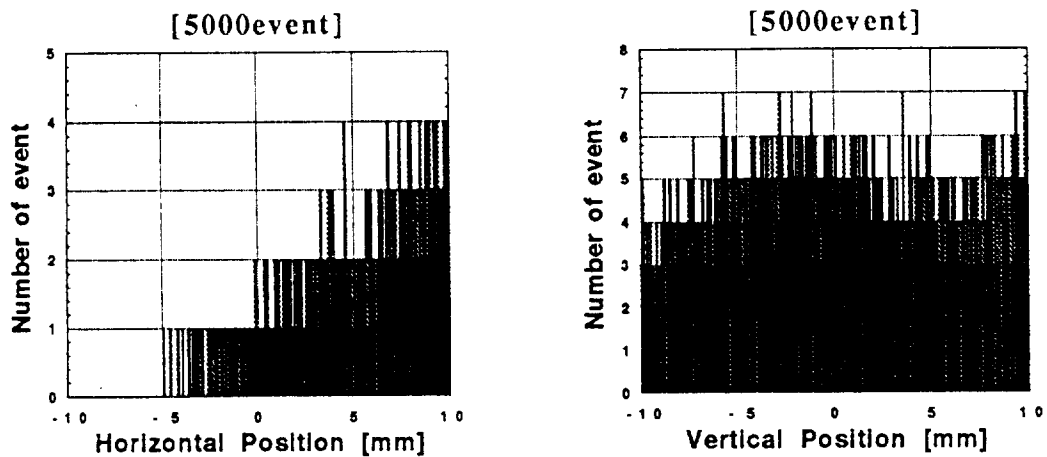 [5000event]
5
4
3
2
1
0
Number of event
-10 -5 0 5 10
Horizontal Position [mm]
[5000event]
8
7
6
5
4
3
2
1
0
Number of event
-10 -5 0 5 10
Vertical Position [mm]